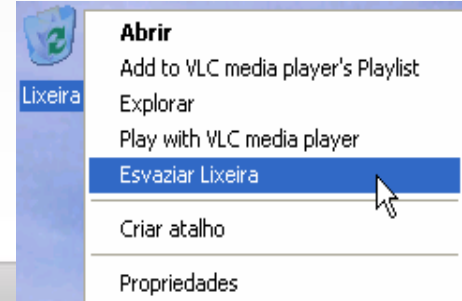 Lixeira
Abrir
Add to VLC media player's Playlist
Explorar
Play with VLC media player
Esvaziar Lixeira
Criar atalho
Propriedades